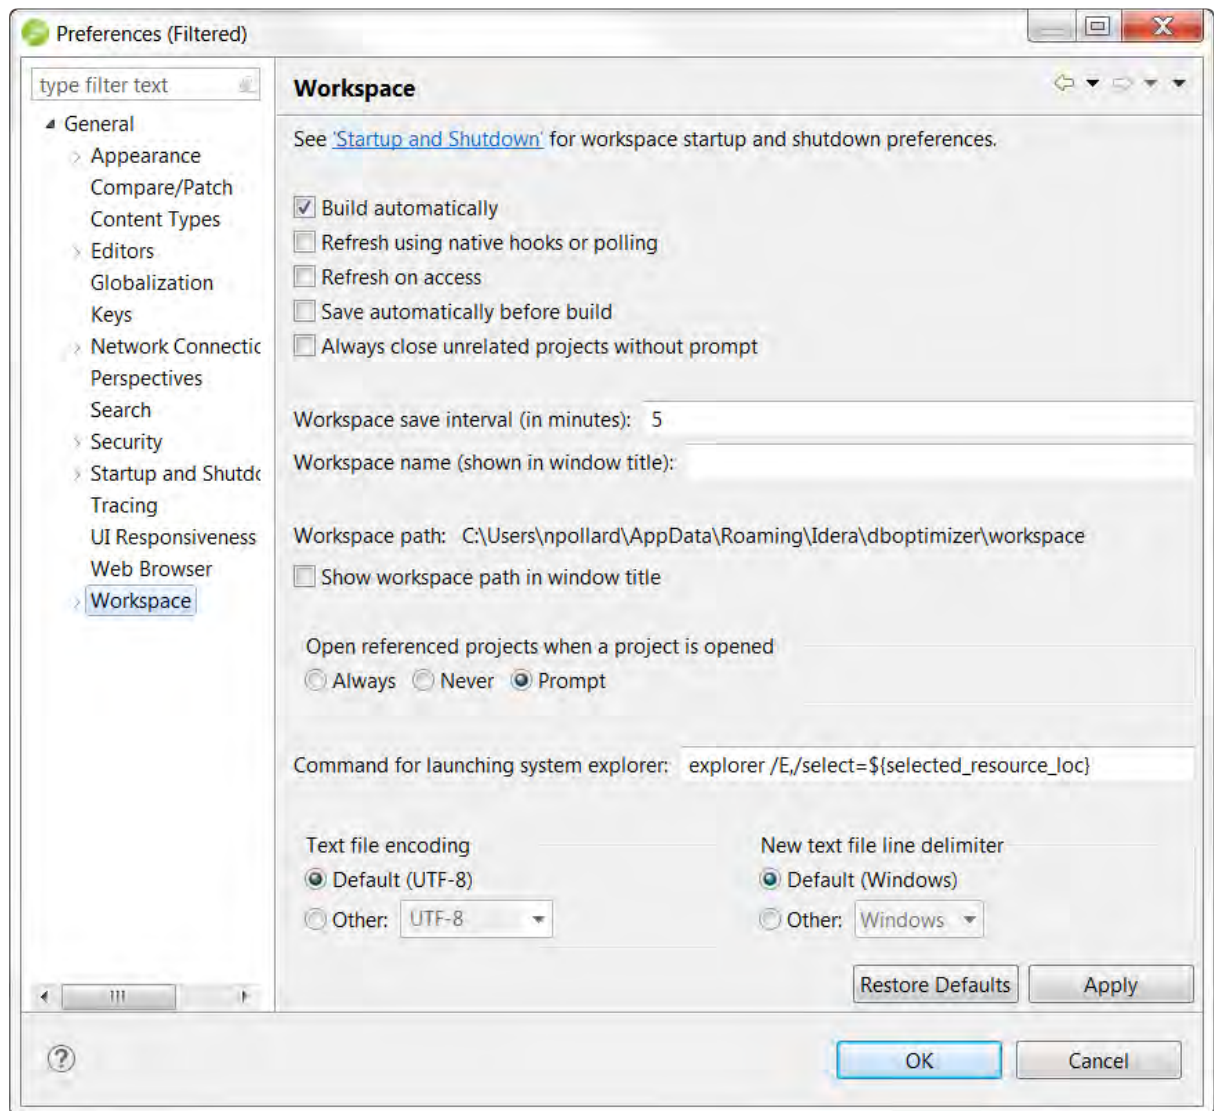 Preferences (Filtered)
type filter text
General
Appearance
Compare/Patch
Content Types
Editors
Globalization
Keys
Network Connectic
Perspectives
Search
Security
Startup and Shutdc
Tracing
UI Responsiveness
Web Browser
Workspace
Workspace
See 'Startup and Shutdown' for workspace startup and shutdown preferences.
Build automatically
Refresh using native hooks or polling
Refresh on access
Save automatically before build
Always close unrelated projects without prompt
Workspace save interval (in minutes): 5
Workspace name (shown in window title):
Workspace path: C:\Users\npollard\AppData\Roaming\Idera\dboptimizer\workspace
Show workspace path in window title
Open referenced projects when a project is opened
Always Never Prompt
Command for launching system explorer: explorer /E,/select=${selected_resource_loc}
Text file encoding
Default (UTF-8)
Other: UTF-8
New text file line delimiter
Default (Windows)
Other: Windows
Restore Defaults Apply
OK Cancel